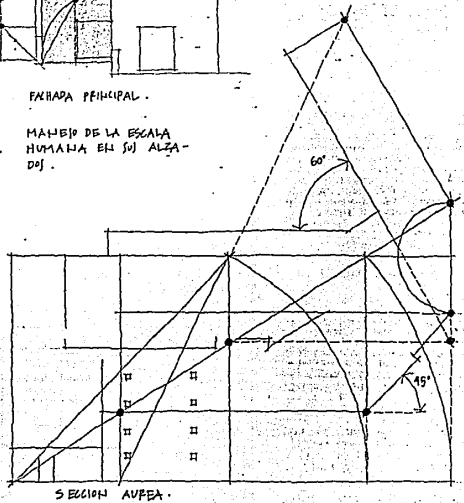 FACHADA PRINCIPAL.
MANEJO DE LA ESCALA
HUMANA EN SUS ALZA-
DOS.
60°
45°
SECCION AUREA.